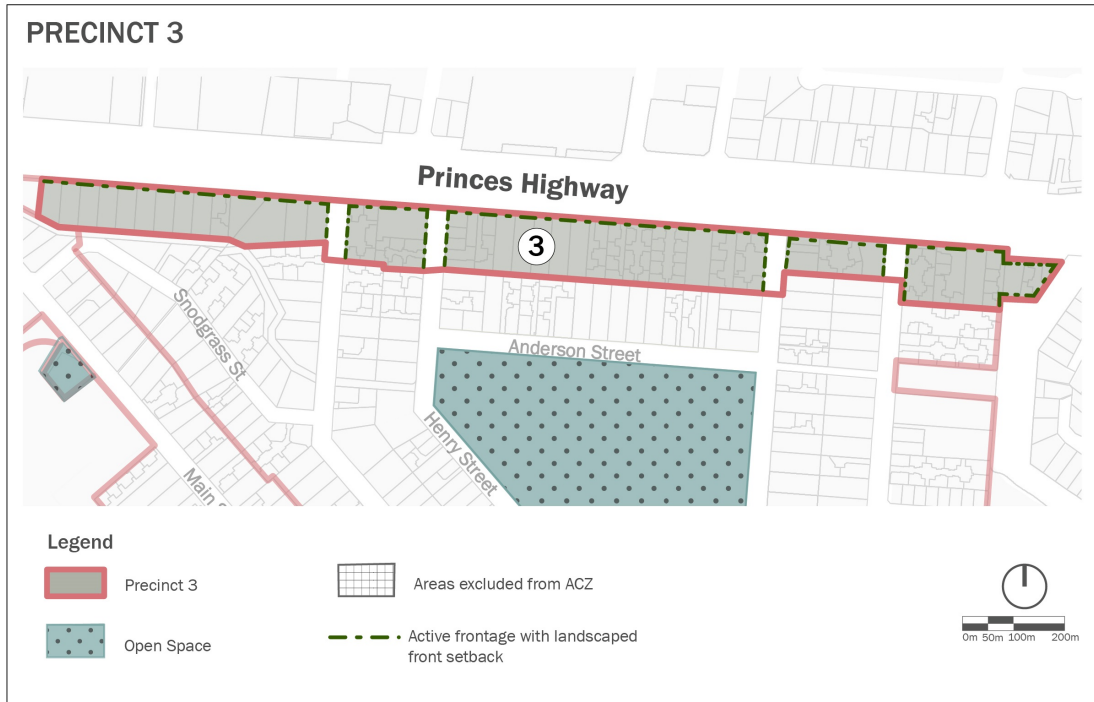 PRECINCT 3
Princes Highway
3
Snodgrass St
Anderson Street
Henry Street
Main S
Legend
Precinct 3
Areas excluded from ACZ
Open Space
Active frontage with landscaped
front setback
0m 50m 100m 200m